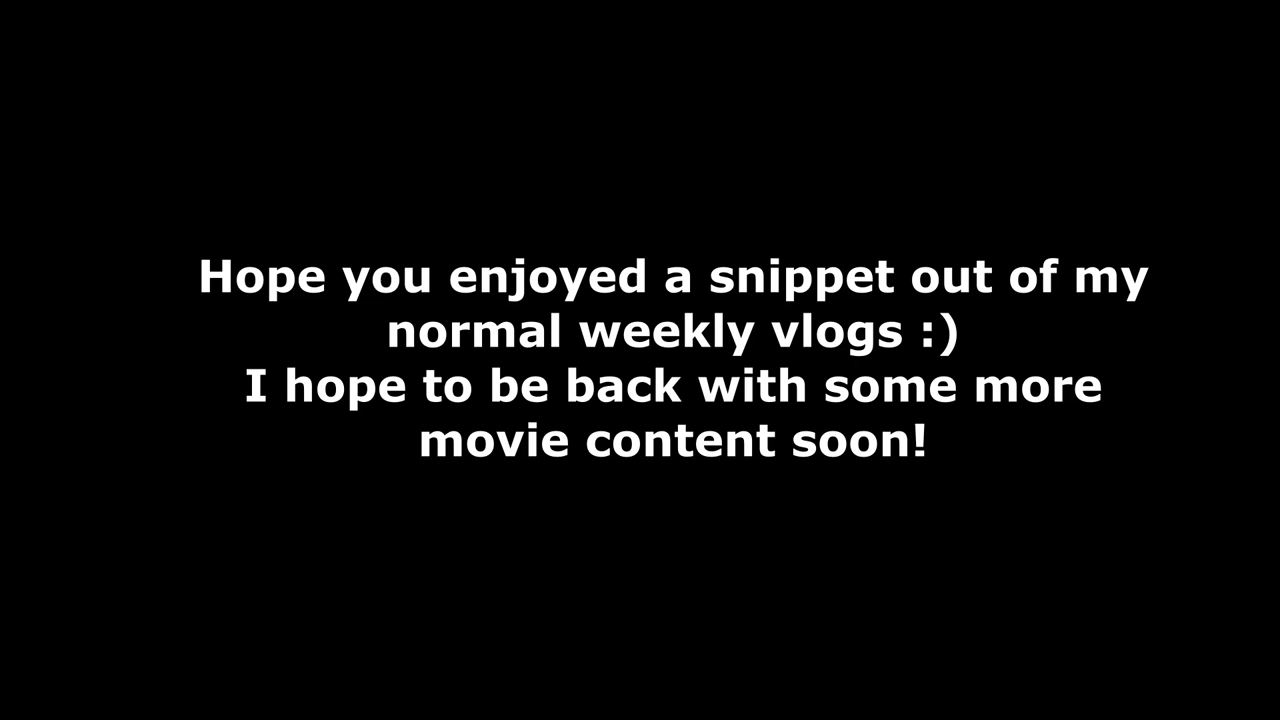 Hope you enjoyed a snippet out of my
normal weekly vlogs :)
I hope to be back with some more
movie content soon!